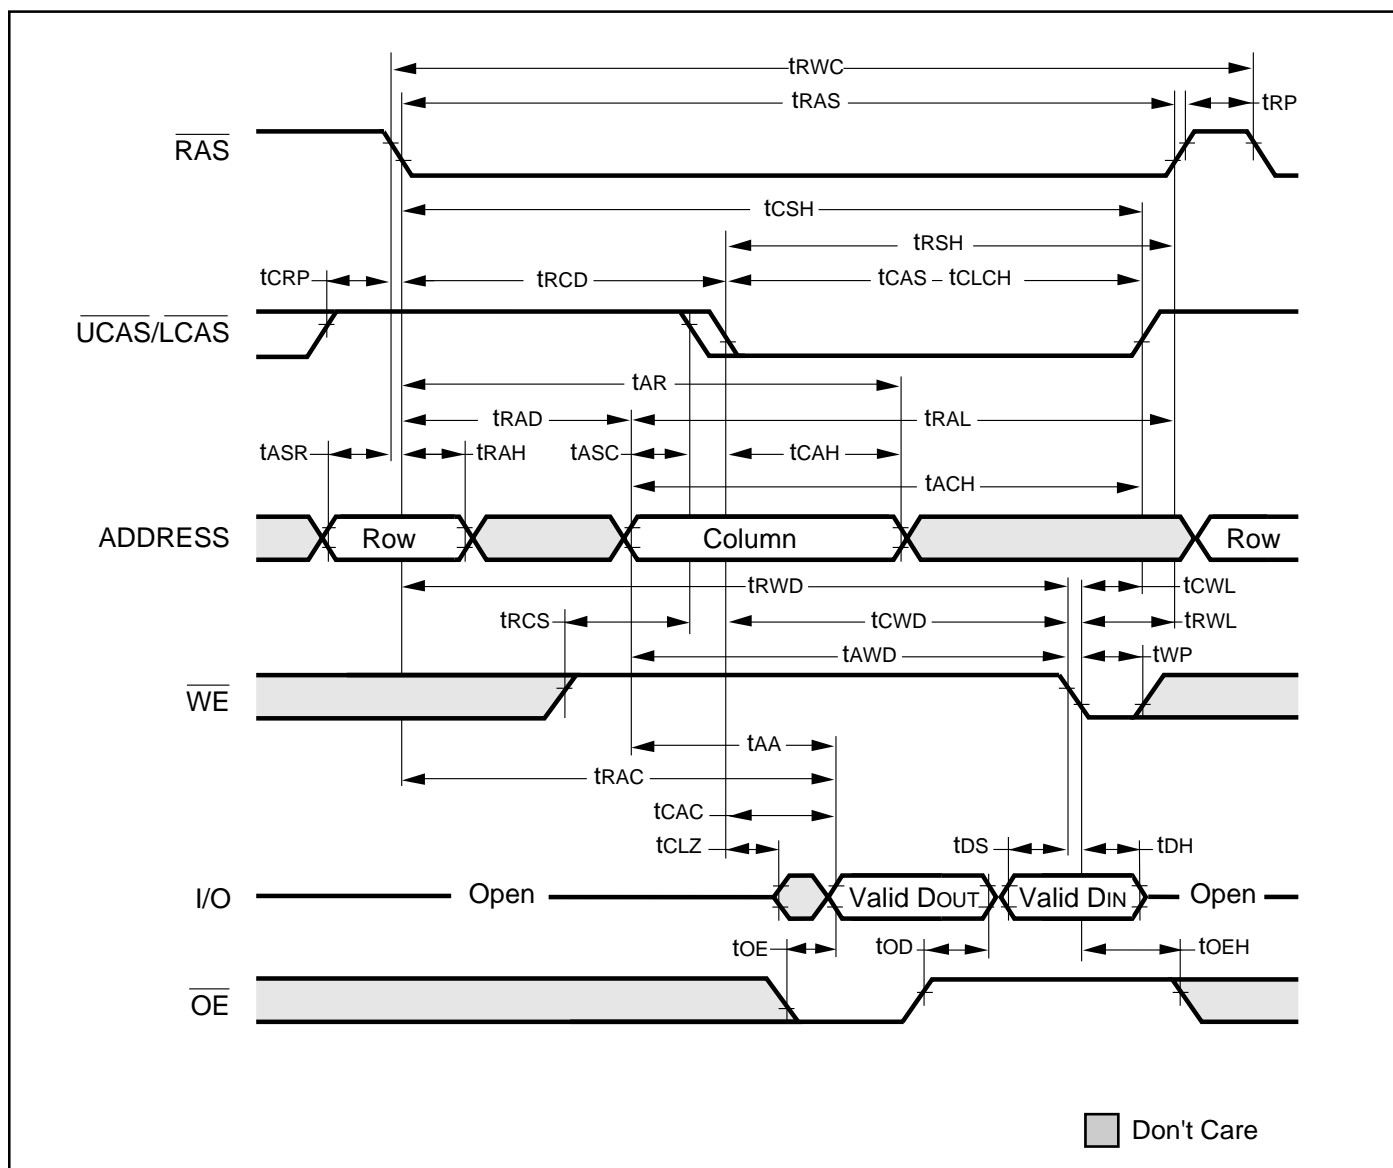 tRWC
tRAS
tRP
RAS
tCSH
tRSH
tCRP
tRCD
tCAS – tCLCH
UCAS/LCAS
tAR
tRAD
tRAL
tASR
tRAH
tASC
tCAH
tACH
ADDRESS
Row
Column
Row
tRWD
tCWL
tRCS
tCWD
tRWL
tAWD
tWP
WE
tAA
tRAC
tCAC
tCLZ
tDS
tDH
I/O
Open
Valid DOUT
Valid DIN
Open
tOE
tOD
tOEH
OE
Don't Care